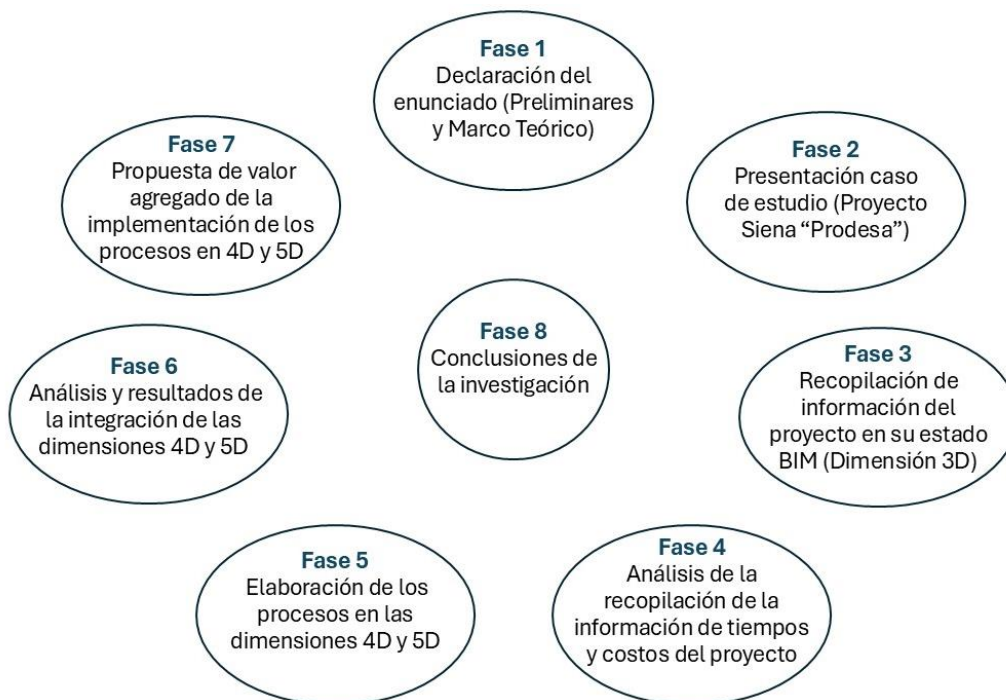 Fase 1
Declaración del
enunciado (Preliminares
y Marco Teórico)
Fase 2
Presentación caso
de estudio (Proyecto
Siena “Prodesa”)
Fase 3
Recopilación de
información del
proyecto en su estado
BIM (Dimensión 3D)
Fase 4
Análisis de la
recopilación de la
información de tiempos
y costos del proyecto
Fase 5
Elaboración de los
procesos en las
dimensiones 4D y 5D
Fase 6
Análisis y resultados de
la integración de las
dimensiones 4D y 5D
Fase 7
Propuesta de valor
agregado de la
implementación de los
procesos en 4D y 5D
Fase 8
Conclusiones de
la investigación